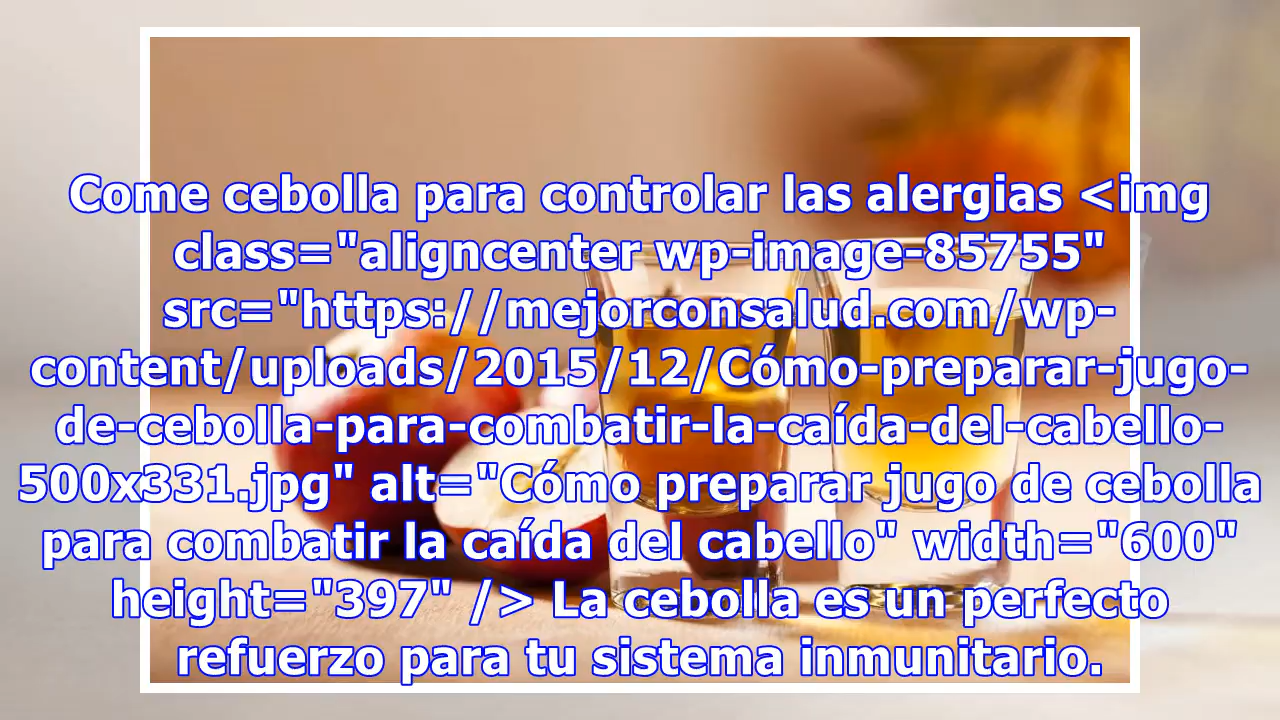 Come cebolla para controlar las alergias <img
class="aligncenter wp-image-85755"
src="https://mejorconsalud.com/wp-
content/uploads/2015/12/Cómo-preparar-jugo-
de-cebolla-para-combatir-la-caída-del-cabello-
500x331.jpg" alt="Cómo preparar jugo de cebolla
para combatir la caída del cabello" width="600"
height="397" /> La cebolla es un perfecto
refuerzo para tu sistema inmunitario.